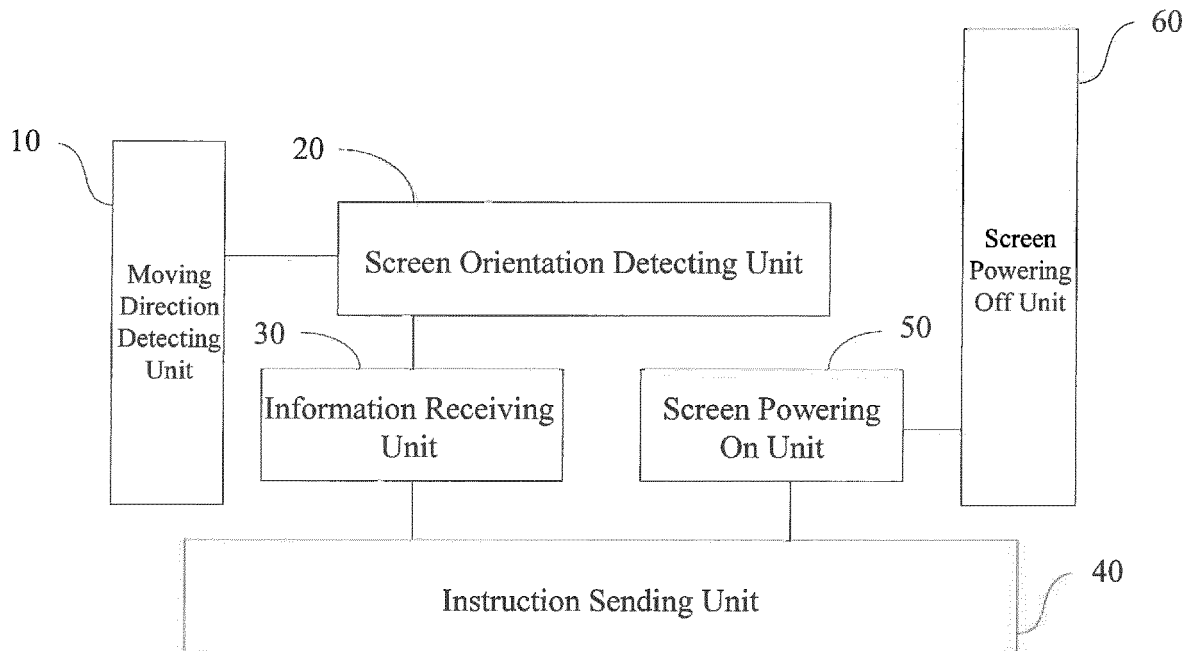 60
10
20
Screen Orientation Detecting Unit
Moving
Direction
Detecting
Unit
Screen
Powering
Off Unit
30
50
Information Receiving
Unit
Screen Powering
On Unit
Instruction Sending Unit
40